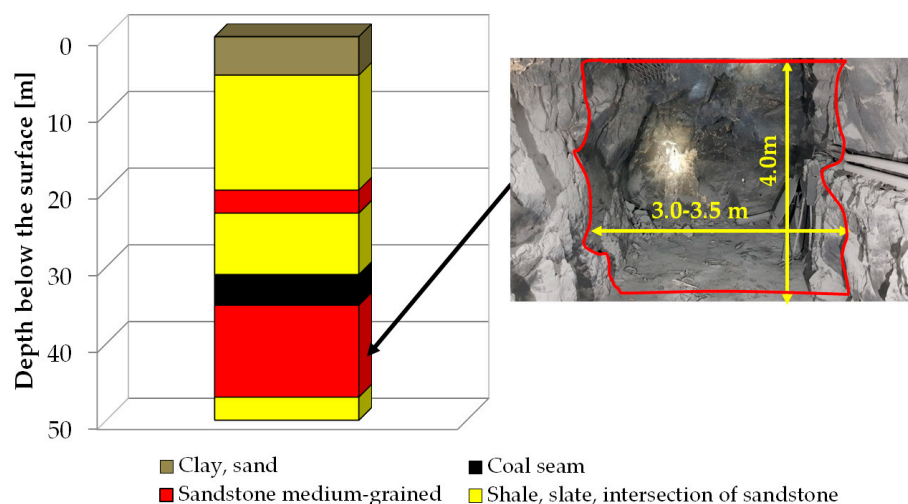 Depth below the surface [m]
0
10
20
30
40
50
4.0m
3.0-3.5 m
Clay, sand
Coal seam
Sandstone medium-grained
Shale, slate, intersection of sandstone